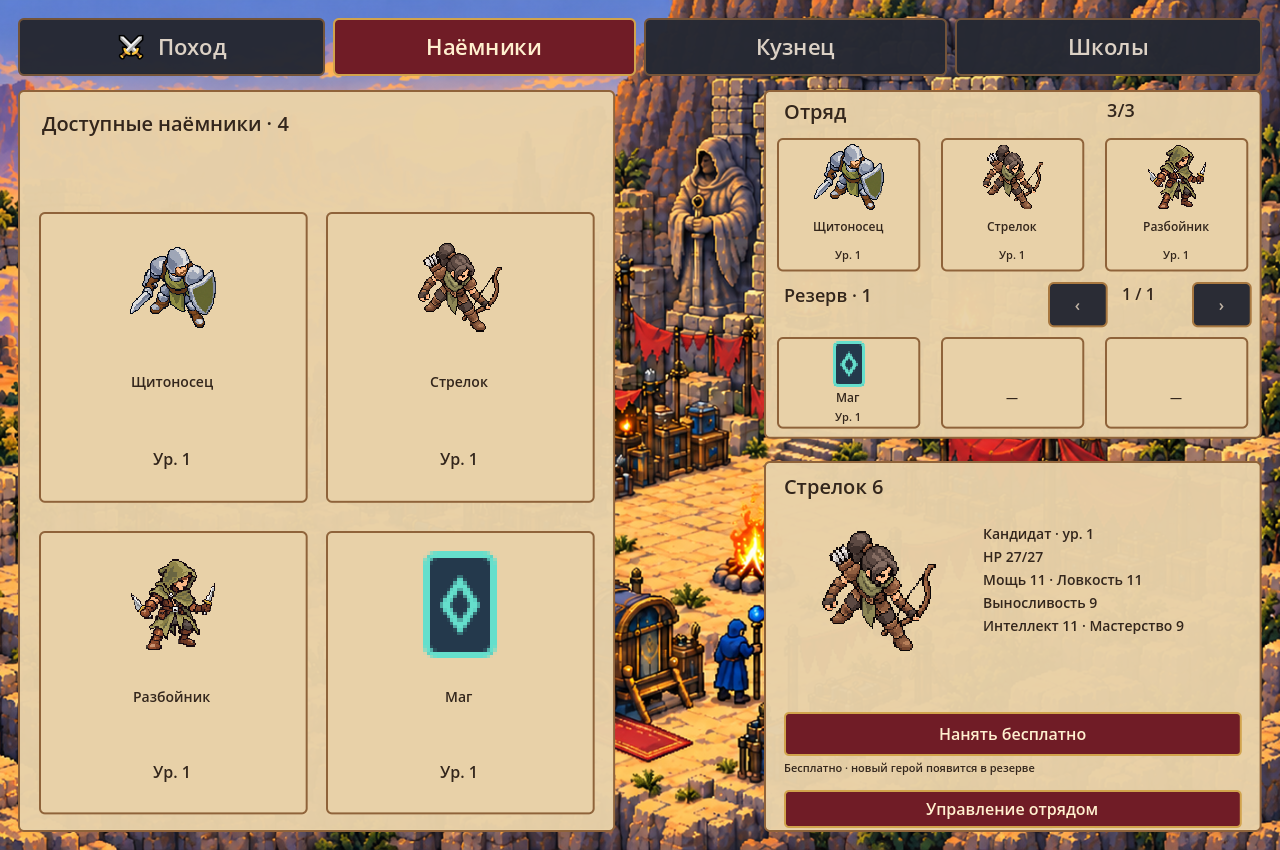 Поход
Наёмники
Кузнец
Школы
Доступные наёмники · 4
Щитоносец
Ур. 1
Стрелок
Ур. 1
Разбойник
Ур. 1
Маг
Ур. 1
Отряд
3/3
Щитоносец
Ур. 1
Стрелок
Ур. 1
Разбойник
Ур. 1
Резерв · 1
‹
1 / 1
›
Маг
Ур. 1
—
—
Стрелок 6
Кандидат · ур. 1
HP 27/27
Мощь 11 · Ловкость 11
Выносливость 9
Интеллект 11 · Мастерство 9
Нанять бесплатно
Бесплатно · новый герой появится в резерве
Управление отрядом